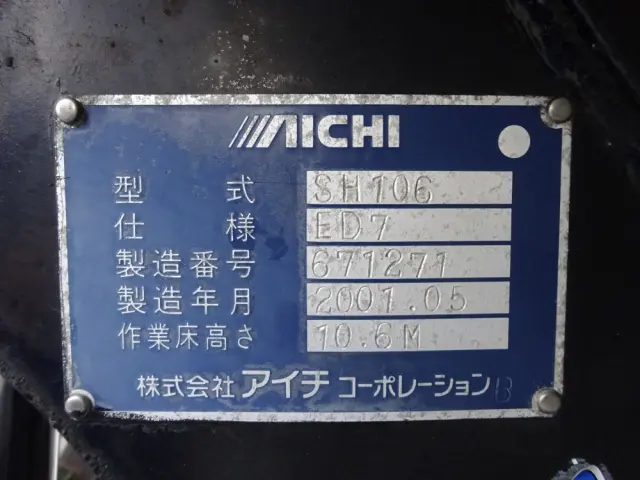 AICHI
型式 SH106
仕様 ED7
製造番号 671271
製造年月 2001.05
作業床高さ 10.6M
株式会社 アイチ コーポレーション B